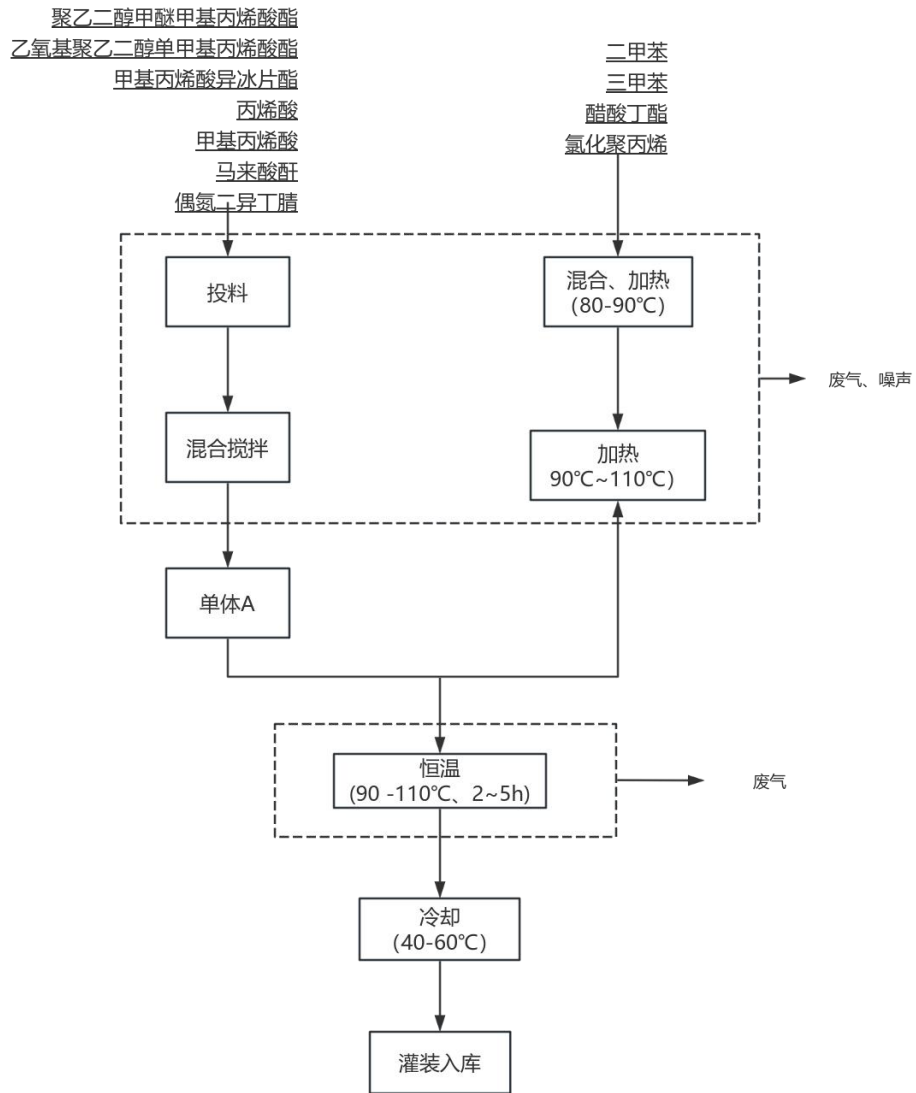 聚乙二醇甲醚甲基丙烯酸酯
乙氧基聚乙二醇单甲基丙烯酸酯
甲基丙烯酸异冰片酯
丙烯酸
甲基丙烯酸
马来酸酐
偶氮二异丁腈
二甲苯
三甲苯
醋酸丁酯
氯化聚丙烯
投料
混合、加热
(80-90℃)
混合搅拌
加热
90℃~110℃)
废气、噪声
单体A
恒温
(90 -110℃、2~5h)
废气
冷却
(40-60℃)
灌装入库